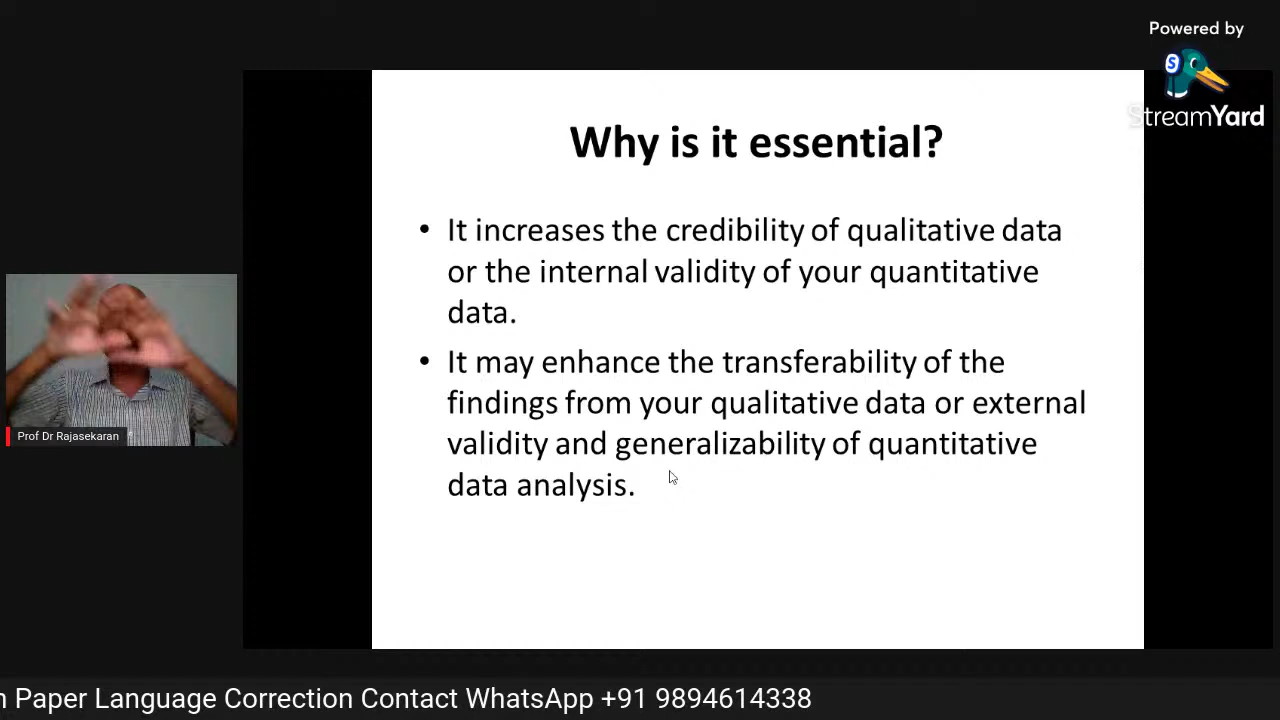 Powered by
StreamYard
Why is it essential?
• It increases the credibility of qualitative data
or the internal validity of your quantitative
data.
• It may enhance the transferability of the
findings from your qualitative data or external
validity and generalizability of quantitative
data analysis.
Prof Dr Rajasekaran
Paper Language Correction Contact WhatsApp +91 9894614338